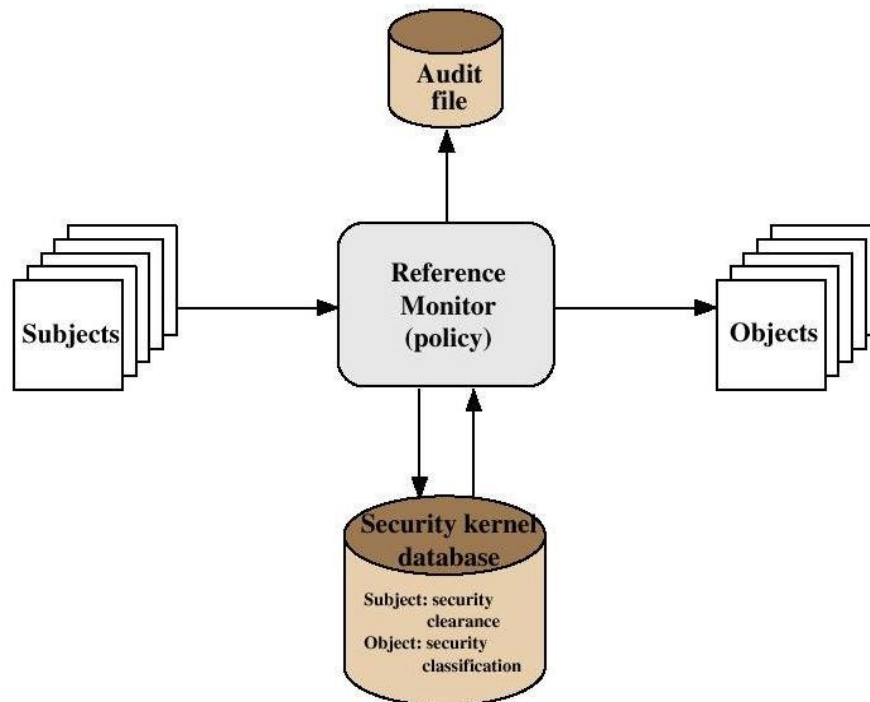 Audit
file
Reference
Monitor
(policy)
Subjects
Objects
Security kernel
database
Subject: security
clearance
Object: security
classification